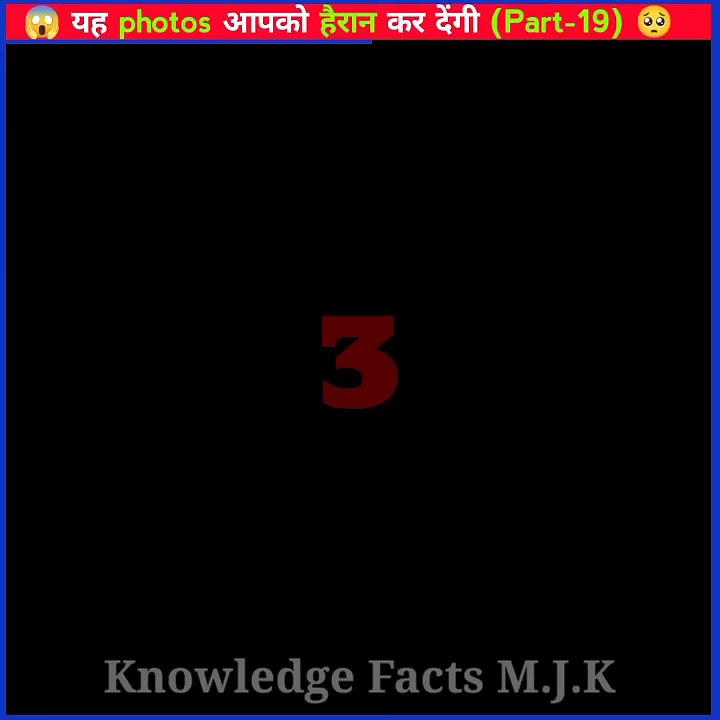 😱 यह photos आपको हैरान कर देंगी (Part-19) 🥺
3
Knowledge Facts M.J.K